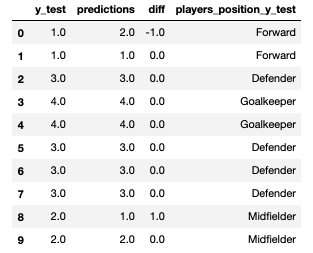 y_test predictions diff players_position_y_test
0 1.0 2.0 -1.0 Forward
1 1.0 1.0 0.0 Forward
2 3.0 3.0 0.0 Defender
3 4.0 4.0 0.0 Goalkeeper
4 4.0 4.0 0.0 Goalkeeper
5 3.0 3.0 0.0 Defender
6 3.0 3.0 0.0 Defender
7 3.0 3.0 0.0 Defender
8 2.0 1.0 1.0 Midfielder
9 2.0 2.0 0.0 Midfielder